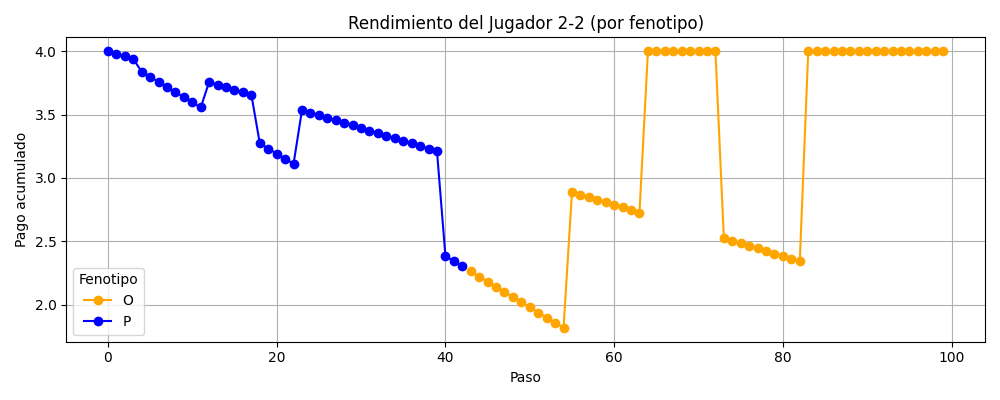 Rendimiento del Jugador 2-2 (por fenotipo)
Pago acumulado
4.0
3.5
3.0
2.5
2.0
Fenotipo
O
P
0 20 40 60 80 100
Paso